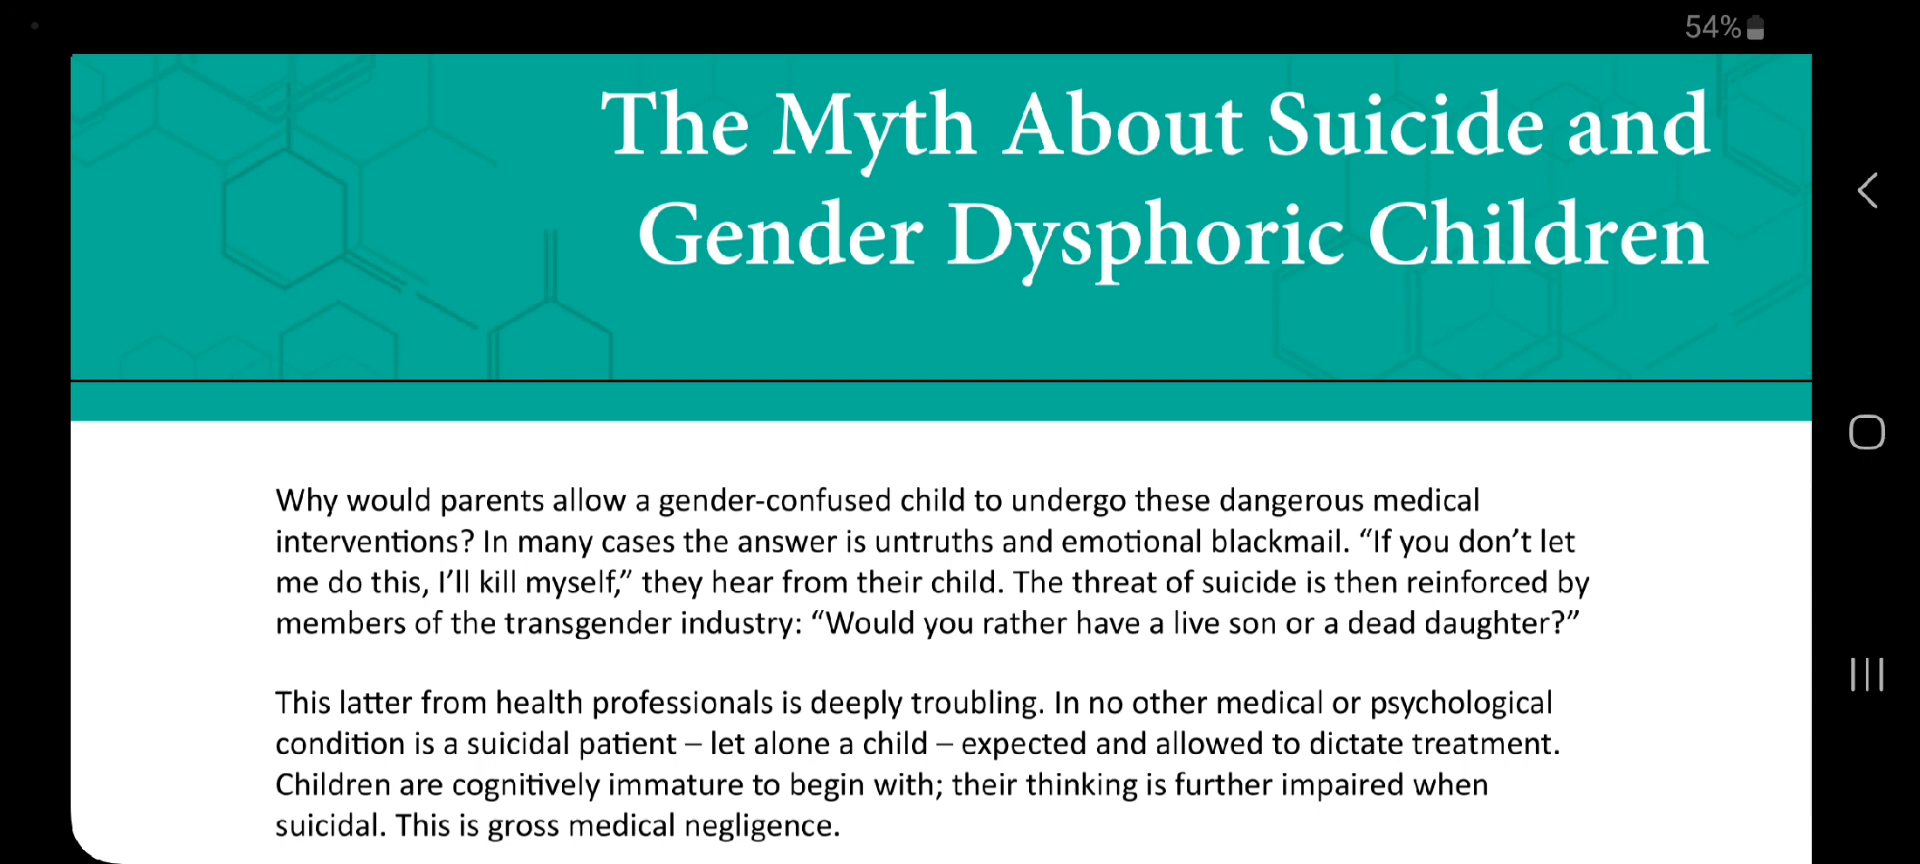 54%
The Myth About Suicide and
Gender Dysphoric Children
Why would parents allow a gender-confused child to undergo these dangerous medical
interventions? In many cases the answer is untruths and emotional blackmail. “If you don’t let
me do this, I’ll kill myself,” they hear from their child. The threat of suicide is then reinforced by
members of the transgender industry: “Would you rather have a live son or a dead daughter?”
This latter from health professionals is deeply troubling. In no other medical or psychological
condition is a suicidal patient – let alone a child – expected and allowed to dictate treatment.
Children are cognitively immature to begin with; their thinking is further impaired when
suicidal. This is gross medical negligence.